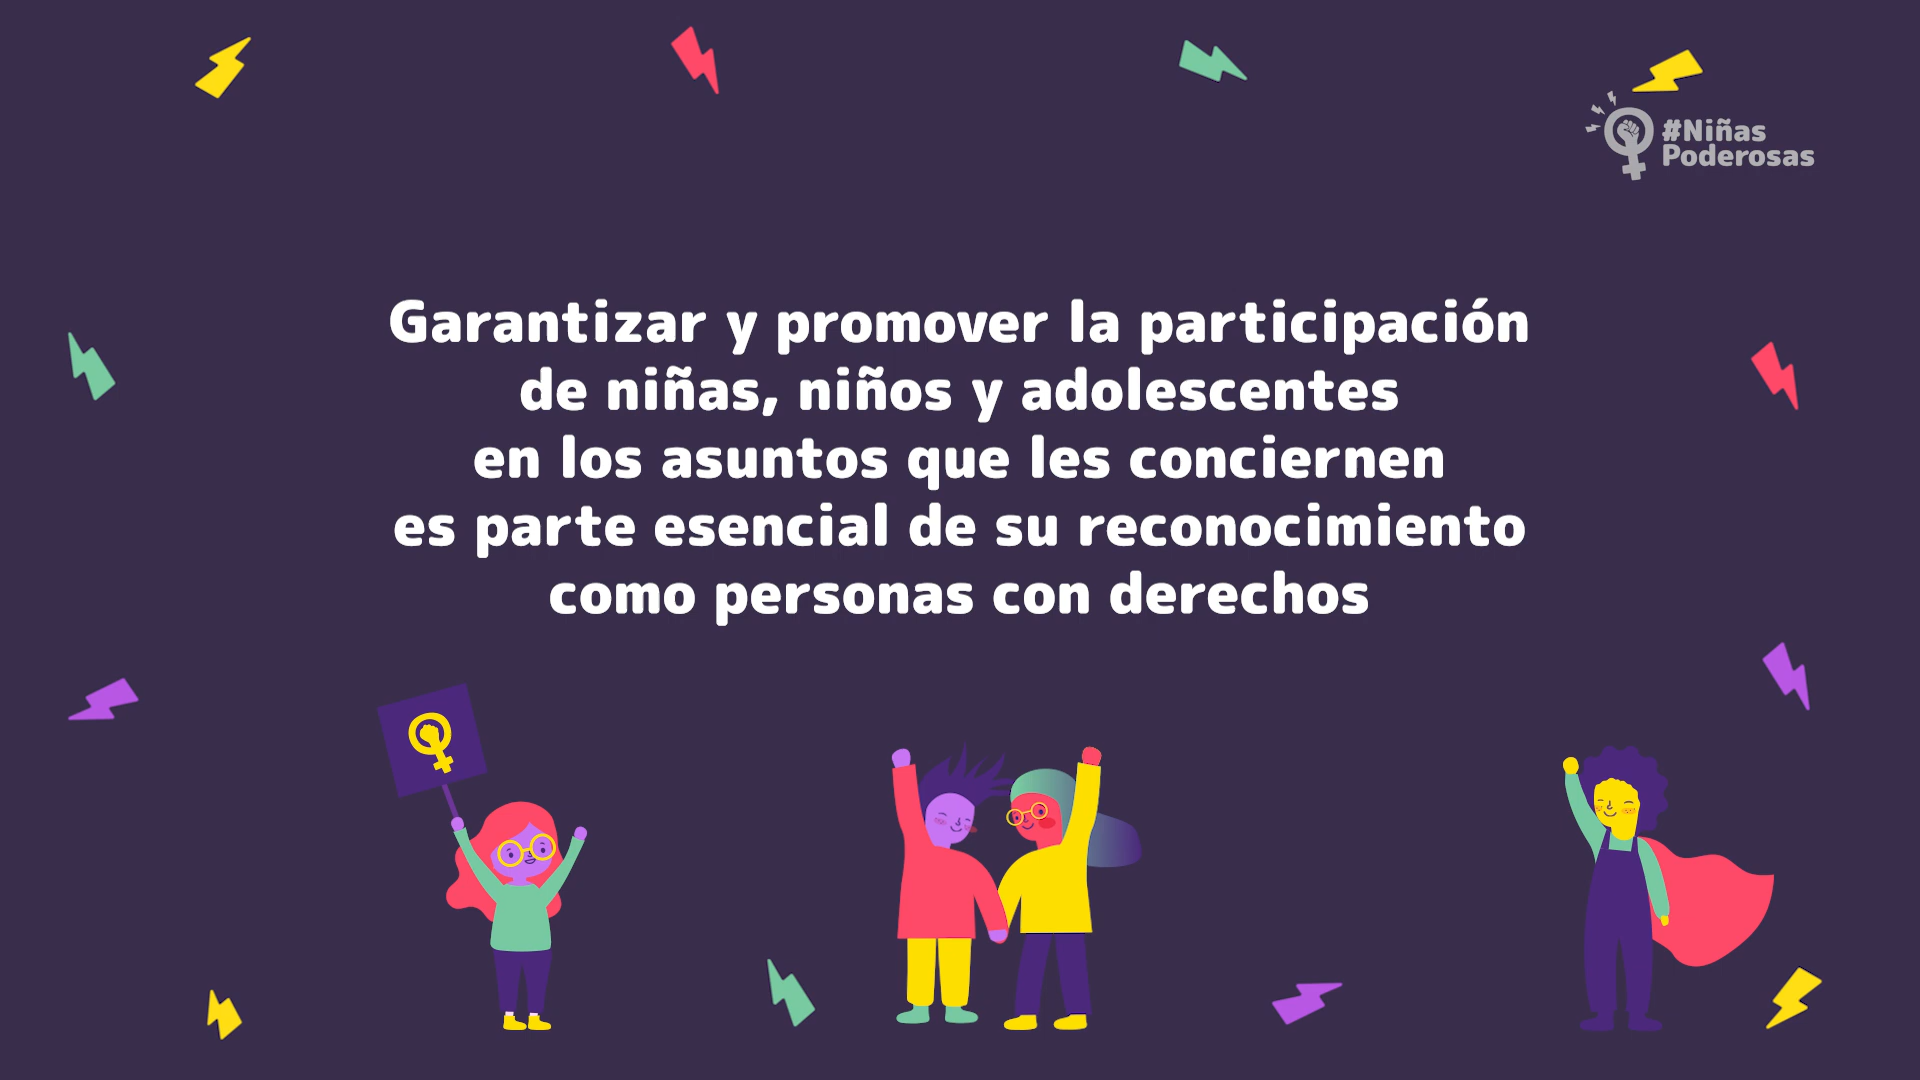 #Niñas
Poderosas
Garantizar y promover la participación
de niñas, niños y adolescentes
en los asuntos que les conciernen
es parte esencial de su reconocimiento
como personas con derechos